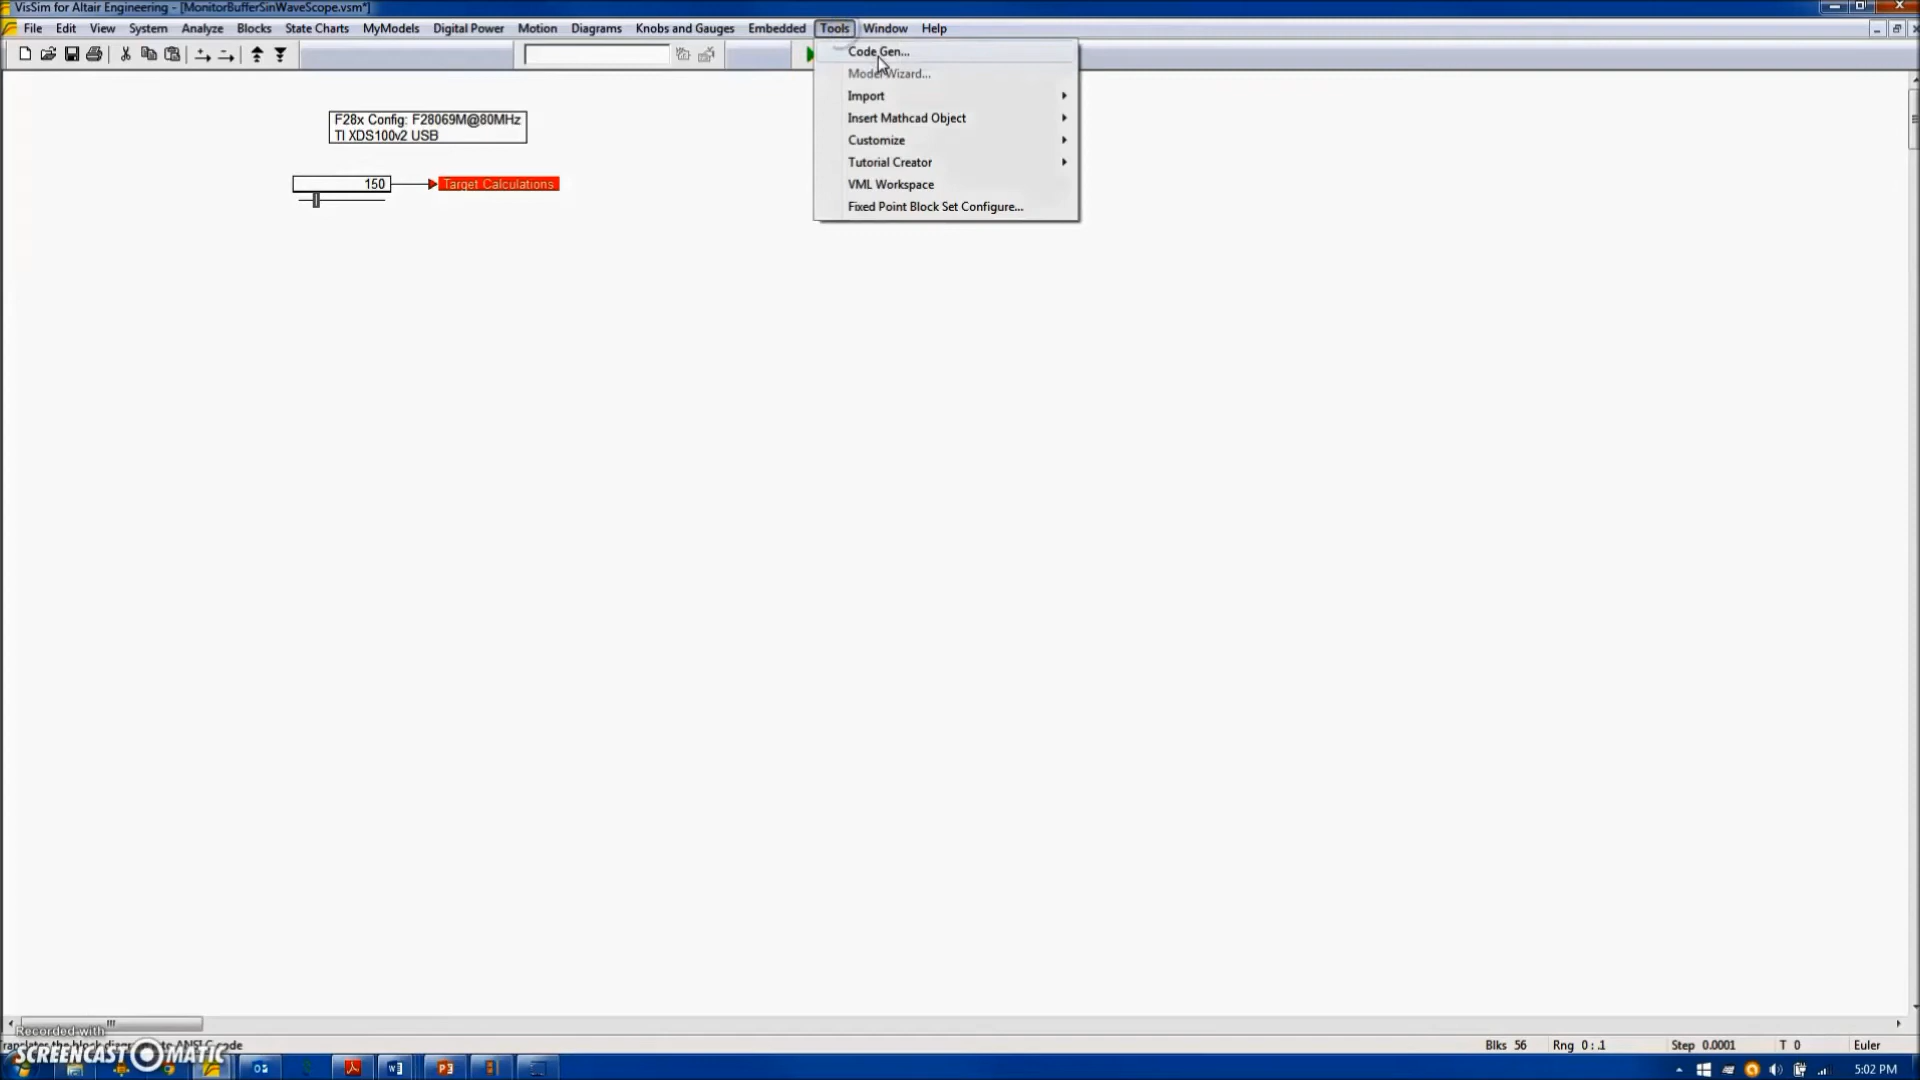 VisSim for Altair Engineering - [MonitorBufferSinWaveScope.vsm*]
File Edit View System Analyze Blocks State Charts MyModels Digital Power Motion Diagrams Knobs and Gauges Embedded Tools Window Help
Code Gen...
Model Wizard...
Import
Insert Mathcad Object
Customize
Tutorial Creator
VML Workspace
Fixed Point Block Set Configure...
F28x Config: F28069M@80MHz
TI XDS100v2 USB
150
Target Calculations
Recorded with
SCREENCAST-O-MATIC
Blks 56 Rng 0:.1 Step 0.0001 T 0 Euler
5:02 PM